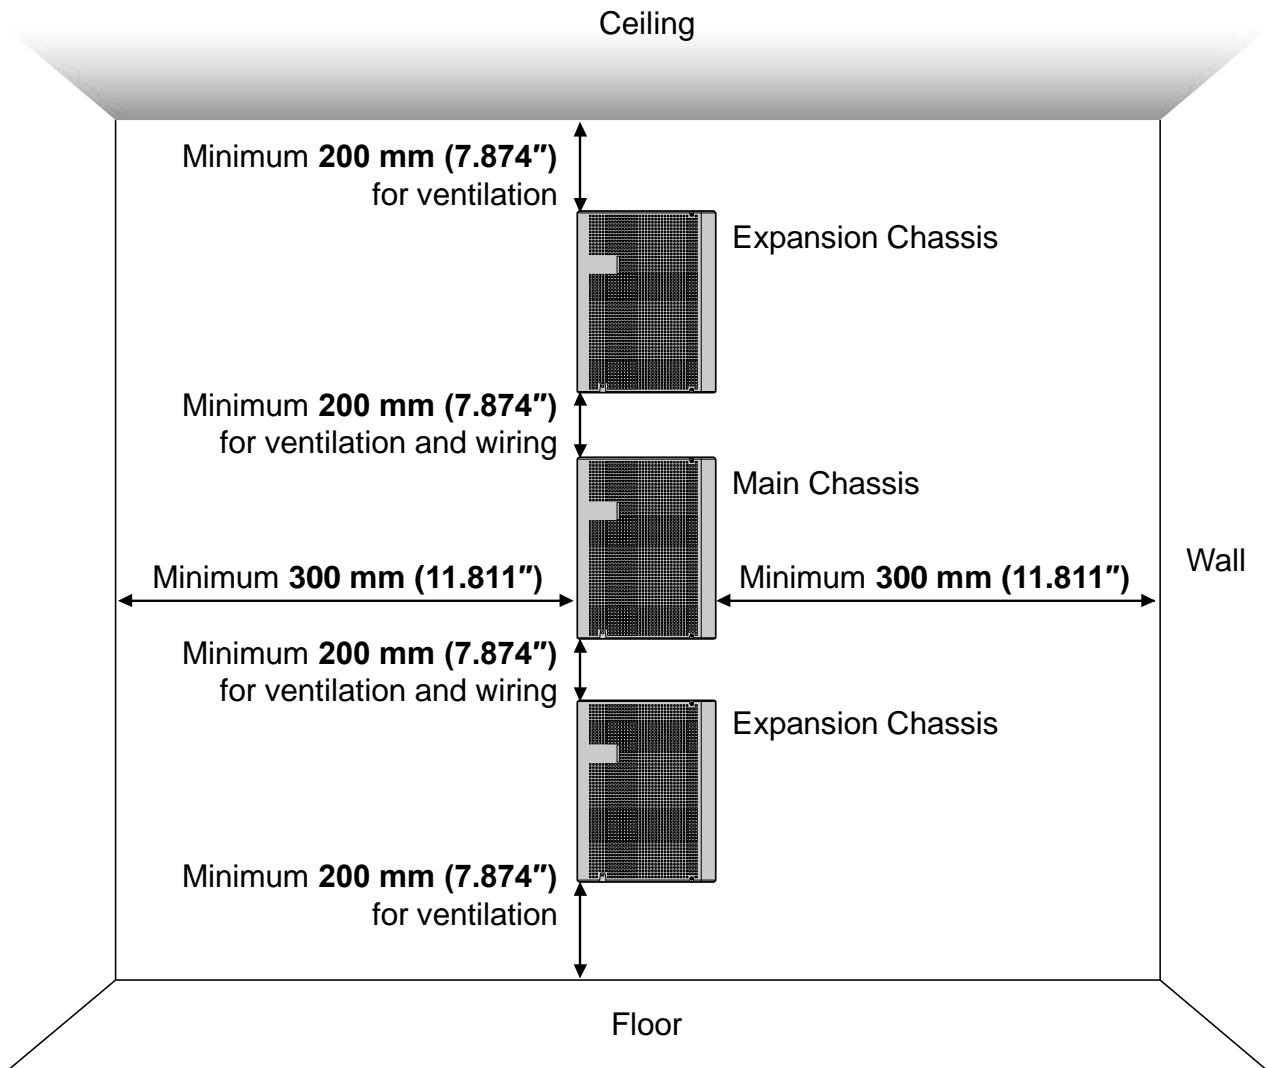 Ceiling
Minimum 200 mm (7.874″)
for ventilation
Expansion Chassis
Minimum 200 mm (7.874″)
for ventilation and wiring
Main Chassis
Wall
Minimum 300 mm (11.811″)
Minimum 300 mm (11.811″)
Minimum 200 mm (7.874″)
for ventilation and wiring
Expansion Chassis
Minimum 200 mm (7.874″)
for ventilation
Floor